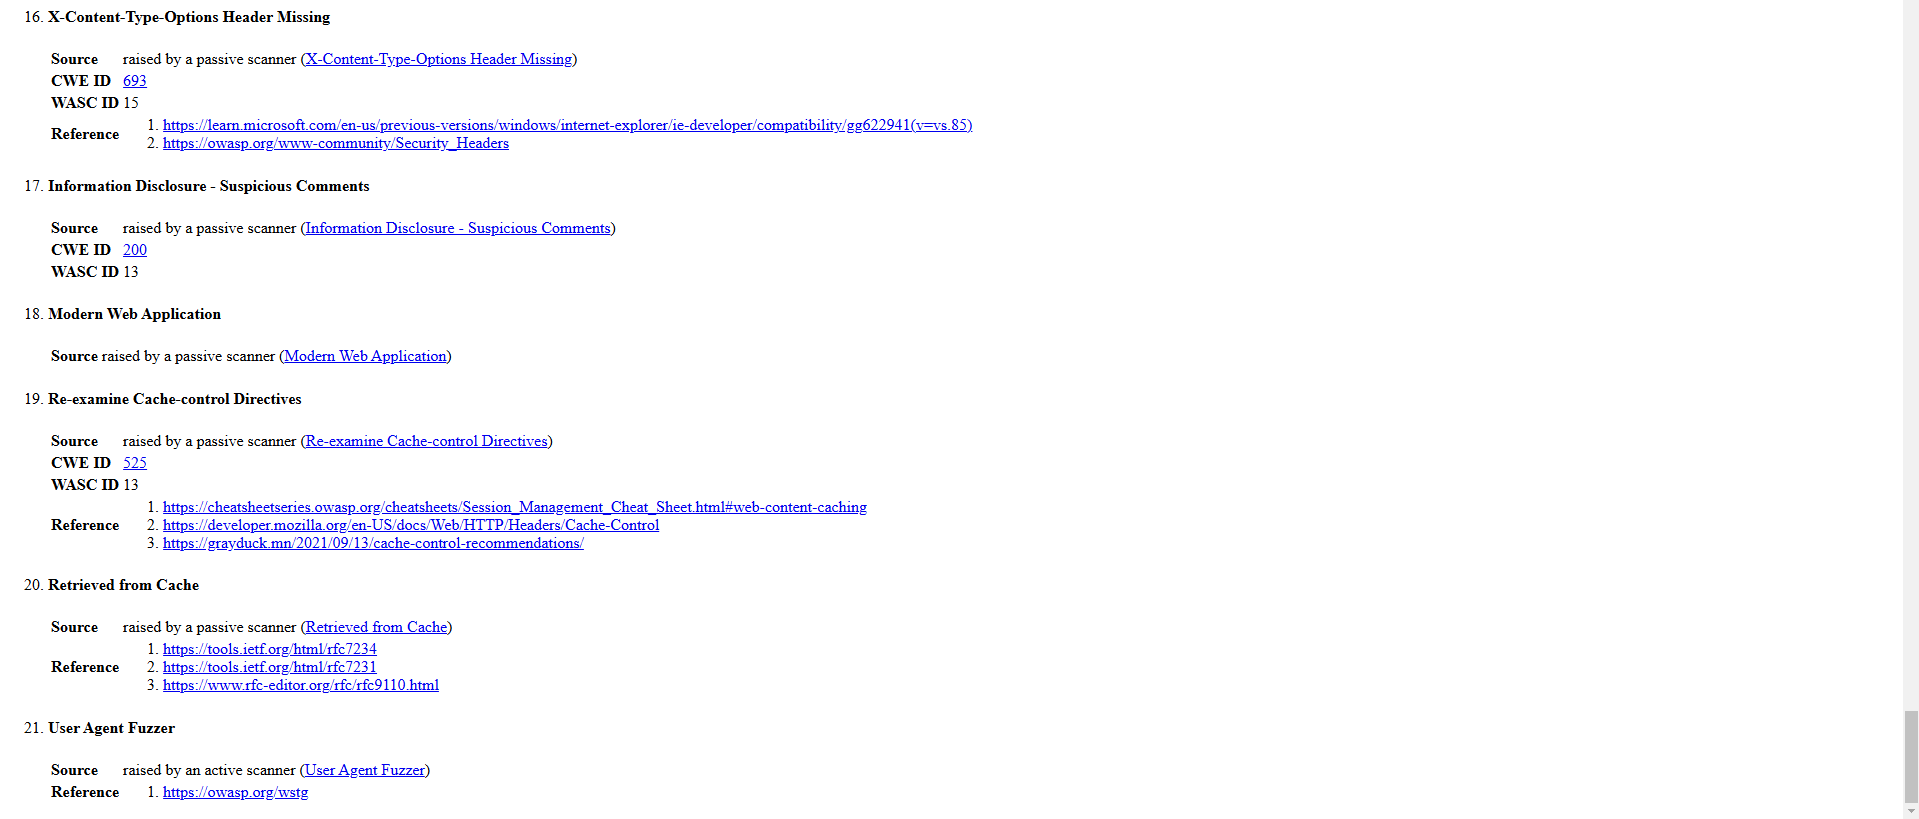 16. X-Content-Type-Options Header Missing
Source raised by a passive scanner (X-Content-Type-Options Header Missing)
CWE ID 693
WASC ID 15
Reference
1. https://learn.microsoft.com/en-us/previous-versions/windows/internet-explorer/ie-developer/compatibility/gg622941(v=vs.85)
2. https://owasp.org/www-community/Security_Headers
17. Information Disclosure - Suspicious Comments
Source raised by a passive scanner (Information Disclosure - Suspicious Comments)
CWE ID 200
WASC ID 13
18. Modern Web Application
Source raised by a passive scanner (Modern Web Application)
19. Re-examine Cache-control Directives
Source raised by a passive scanner (Re-examine Cache-control Directives)
CWE ID 525
WASC ID 13
1. https://cheatsheetseries.owasp.org/cheatsheets/Session_Management_Cheat_Sheet.html#web-content-caching
Reference 2. https://developer.mozilla.org/en-US/docs/Web/HTTP/Headers/Cache-Control
3. https://grayduck.mn/2021/09/13/cache-control-recommendations/
20. Retrieved from Cache
Source raised by a passive scanner (Retrieved from Cache)
1. https://tools.ietf.org/html/rfc7234
Reference 2. https://tools.ietf.org/html/rfc7231
3. https://www.rfc-editor.org/rfc/rfc9110.html
21. User Agent Fuzzer
Source raised by an active scanner (User Agent Fuzzer)
Reference 1. https://owasp.org/wstg